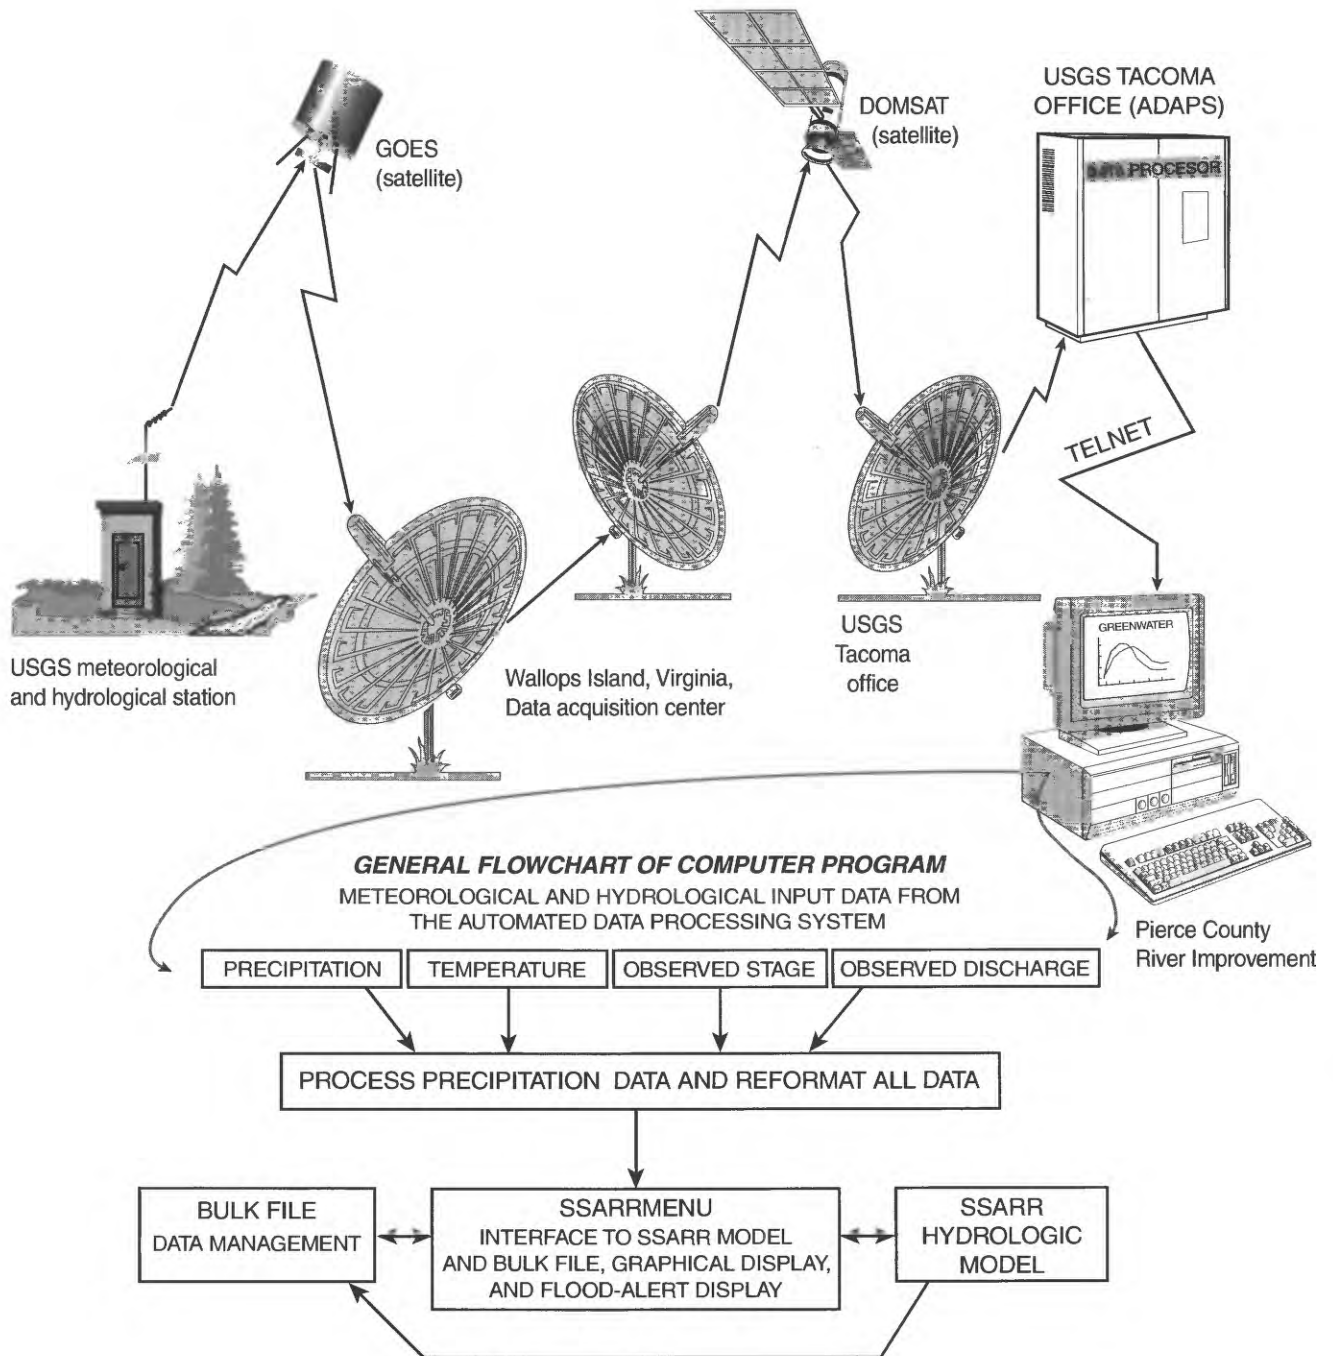 GOES
(satellite)
DOMSAT
(satellite)
USGS TACOMA
OFFICE (ADAPS)
DATA PROCESOR
TELNET
USGS meteorological
and hydrological station
Wallops Island, Virginia,
Data acquisition center
USGS
Tacoma
office
GREENWATER
Pierce County
River Improvement
GENERAL FLOWCHART OF COMPUTER PROGRAM
METEOROLOGICAL AND HYDROLOGICAL INPUT DATA FROM
THE AUTOMATED DATA PROCESSING SYSTEM
PRECIPITATION
TEMPERATURE
OBSERVED STAGE
OBSERVED DISCHARGE
PROCESS PRECIPITATION DATA AND REFORMAT ALL DATA
BULK FILE
DATA MANAGEMENT
SSARRMENU
INTERFACE TO SSARR MODEL
AND BULK FILE, GRAPHICAL DISPLAY,
AND FLOOD-ALERT DISPLAY
SSARR
HYDROLOGIC
MODEL